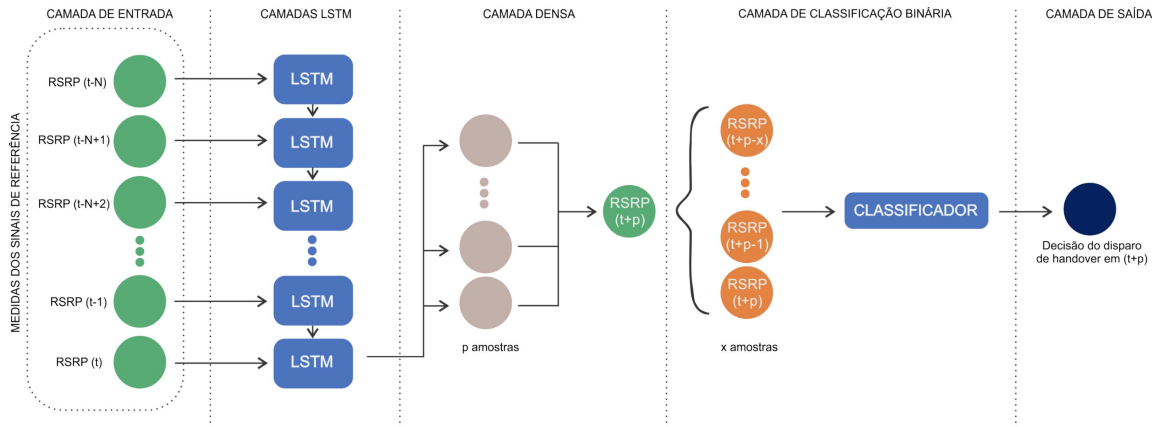 CAMADA DE ENTRADA
CAMADAS LSTM
CAMADA DENSA
CAMADA DE CLASSIFICAÇÃO BINÁRIA
CAMADA DE SAÍDA
MEDIDAS DOS SINAIS DE REFERÊNCIA
RSRP (t-N)
RSRP (t-N+1)
RSRP (t-N+2)
RSRP (t-1)
RSRP (t)
LSTM
LSTM
LSTM
LSTM
LSTM
p amostras
RSRP
(t+p)
RSRP
(t+p-x)
RSRP
(t+p-1)
RSRP
(t+p)
x amostras
CLASSIFICADOR
Decisão do disparo
de handover em (t+p)